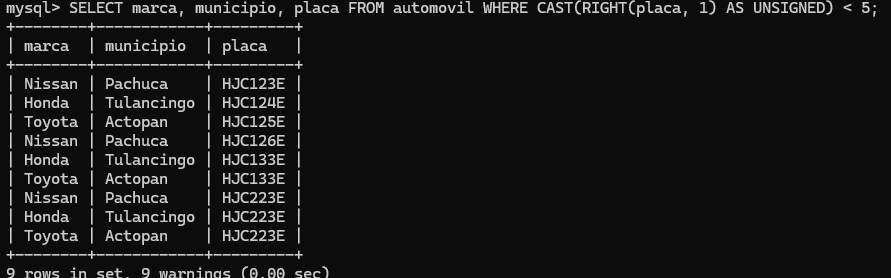 mysql> SELECT marca, municipio, placa FROM automovil WHERE CAST(RIGHT(placa, 1) AS UNSIGNED) < 5;
+--------+------------+---------+
| marca  | municipio  | placa   |
+--------+------------+---------+
| Nissan | Pachuca    | HJC123E |
| Honda  | Tulancingo | HJC124E |
| Toyota | Actopan    | HJC125E |
| Nissan | Pachuca    | HJC126E |
| Honda  | Tulancingo | HJC133E |
| Toyota | Actopan    | HJC133E |
| Nissan | Pachuca    | HJC223E |
| Honda  | Tulancingo | HJC223E |
| Toyota | Actopan    | HJC223E |
+--------+------------+---------+
9 rows in set, 9 warnings (0.00 sec)